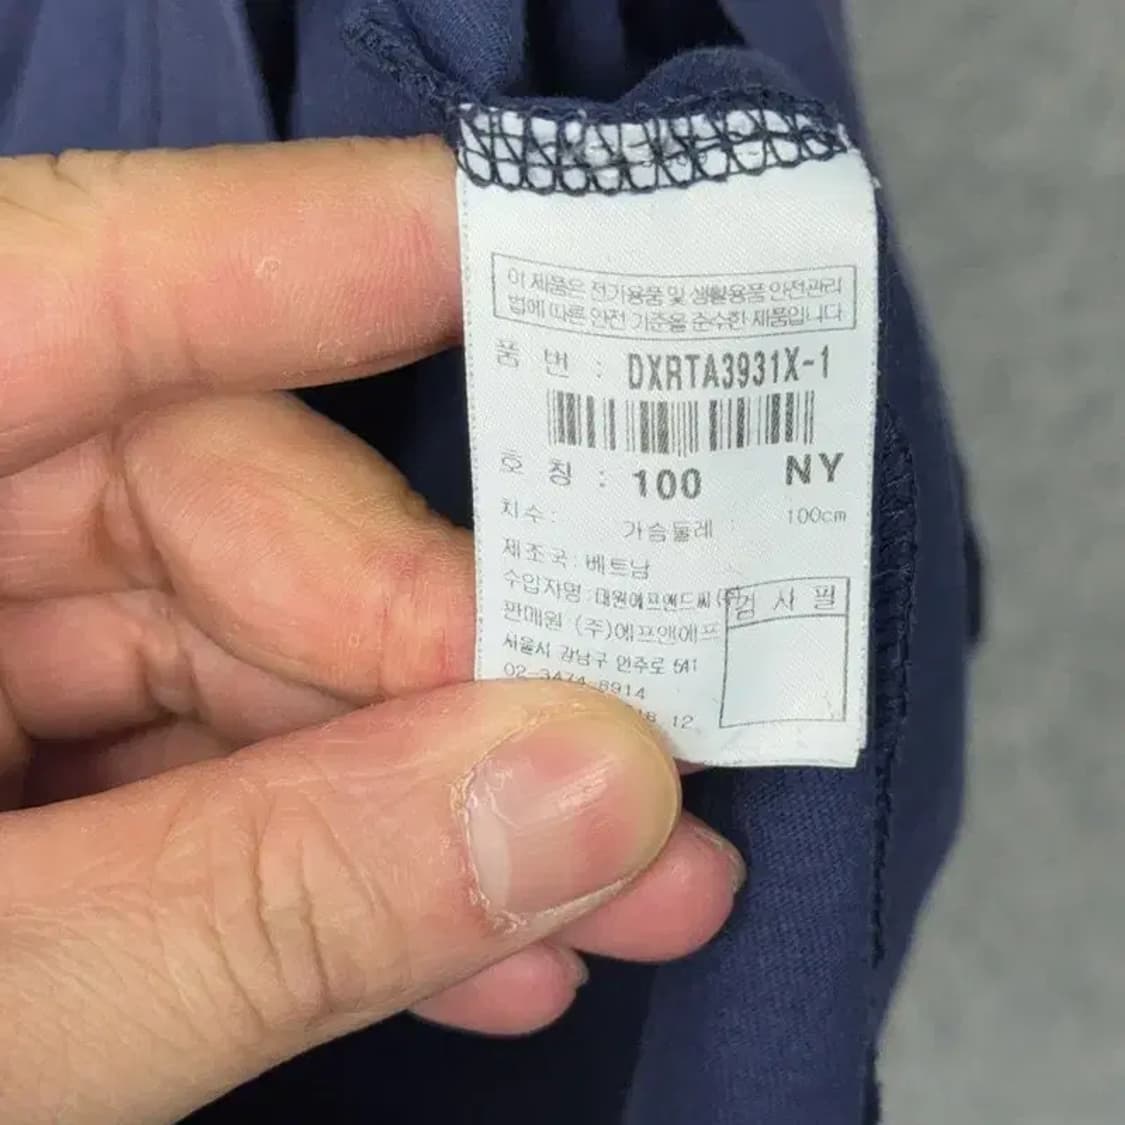 이 제품은 전기용품 및 생활용품 안전관리
법에 따른 안전 기준을 준수한 제품입니다
품 번 : DXRTA3931X-1
호 칭 : 100 NY
치수 : 가슴둘레 : 100cm
제조국 : 베트남
수입자명 : 대원에프앤드씨(주)
검 사 필
판매원 (주)에프앤에프
서울시 강남구 언주로 541
02-3474-6914
12